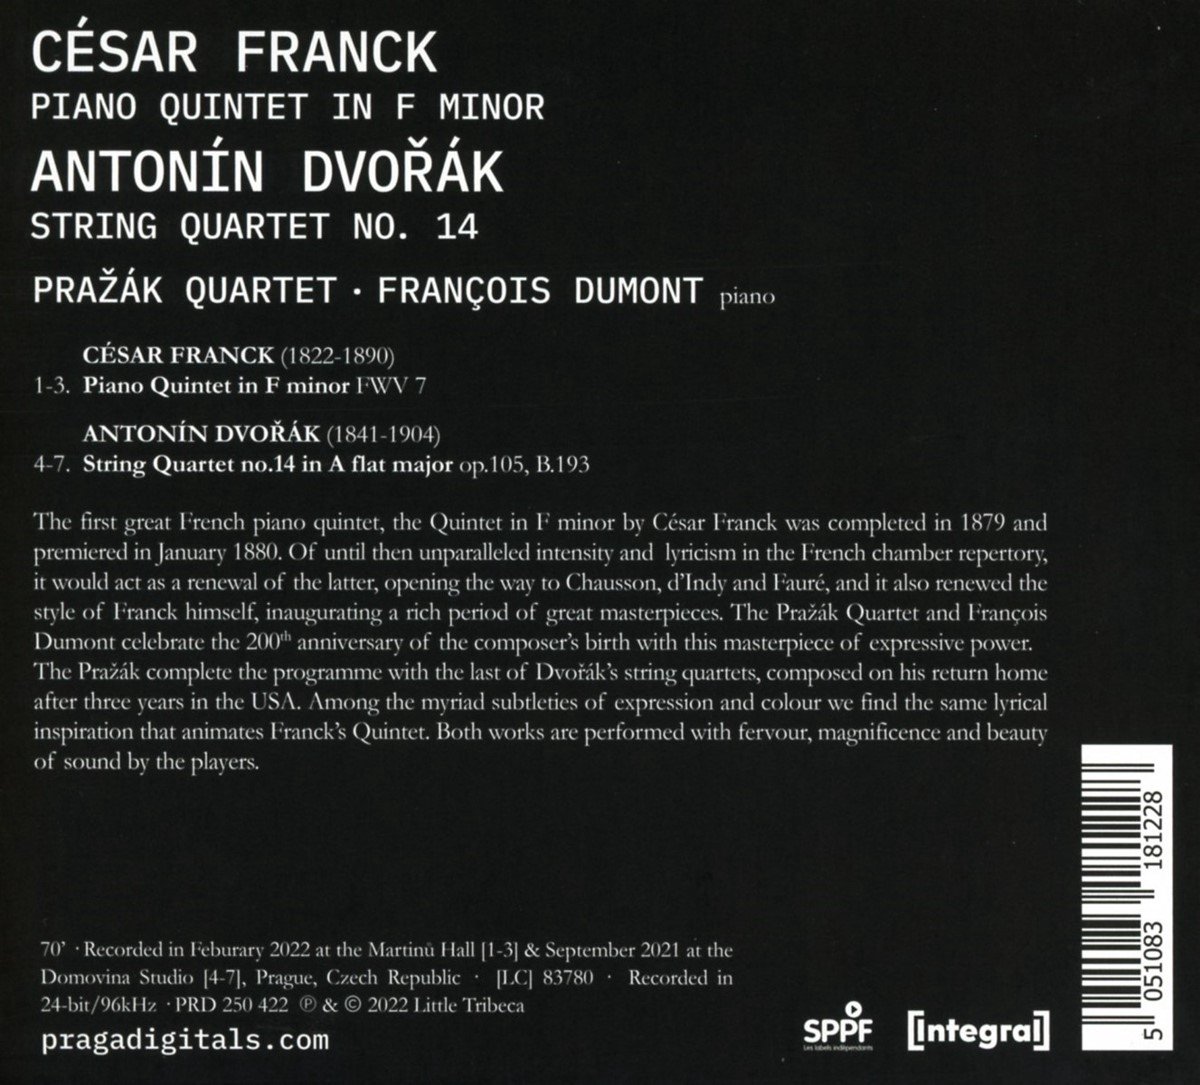 CÉSAR FRANCK
PIANO QUINTET IN F MINOR
ANTONÍN DVOŘÁK
STRING QUARTET NO. 14
PRAŽÁK QUARTET · FRANÇOIS DUMONT piano
CÉSAR FRANCK (1822-1890)
1-3. Piano Quintet in F minor FWV 7
ANTONÍN DVOŘÁK (1841-1904)
4-7. String Quartet no.14 in A flat major op.105, B.193
The first great French piano quintet, the Quintet in F minor by César Franck was completed in 1879 and
premiered in January 1880. Of until then unparalleled intensity and lyricism in the French chamber repertory,
it would act as a renewal of the latter, opening the way to Chausson, d'Indy and Fauré, and it also renewed the
style of Franck himself, inaugurating a rich period of great masterpieces. The Pražák Quartet and François
Dumont celebrate the 200th anniversary of the composer's birth with this masterpiece of expressive power.
The Pražák complete the programme with the last of Dvořák's string quartets, composed on his return home
after three years in the USA. Among the myriad subtleties of expression and colour we find the same lyrical
inspiration that animates Franck's Quintet. Both works are performed with fervour, magnificence and beauty
of sound by the players.
70' · Recorded in Feburary 2022 at the Martinů Hall [1-3] & September 2021 at the
Domovina Studio [4-7], Prague, Czech Republic · [LC] 83780 · Recorded in
24-bit/96kHz · PRD 250 422 ℗ & © 2022 Little Tribeca
pragadigitals.com
SPPF
Les labels indépendants
[Integral]
5 051083 181228